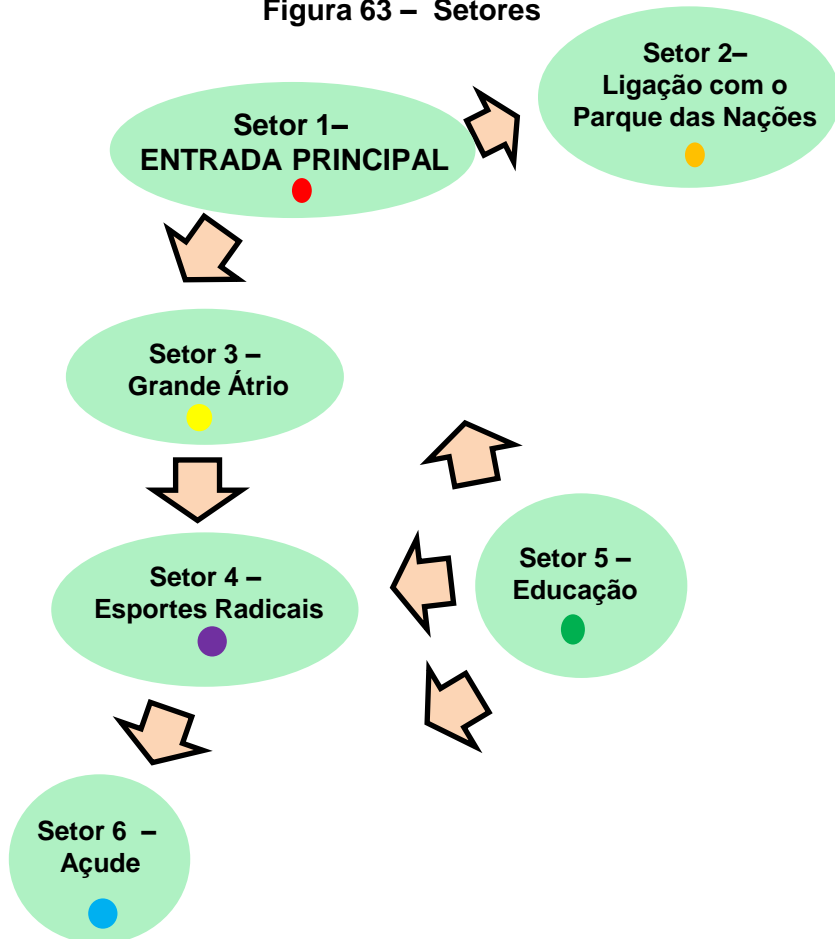 Figura 63 – Setores
Setor 1–
ENTRADA PRINCIPAL
Setor 2–
Ligação com o
Parque das Nações
Setor 3 –
Grande Átrio
Setor 4 –
Esportes Radicais
Setor 5 –
Educação
Setor 6 –
Açude